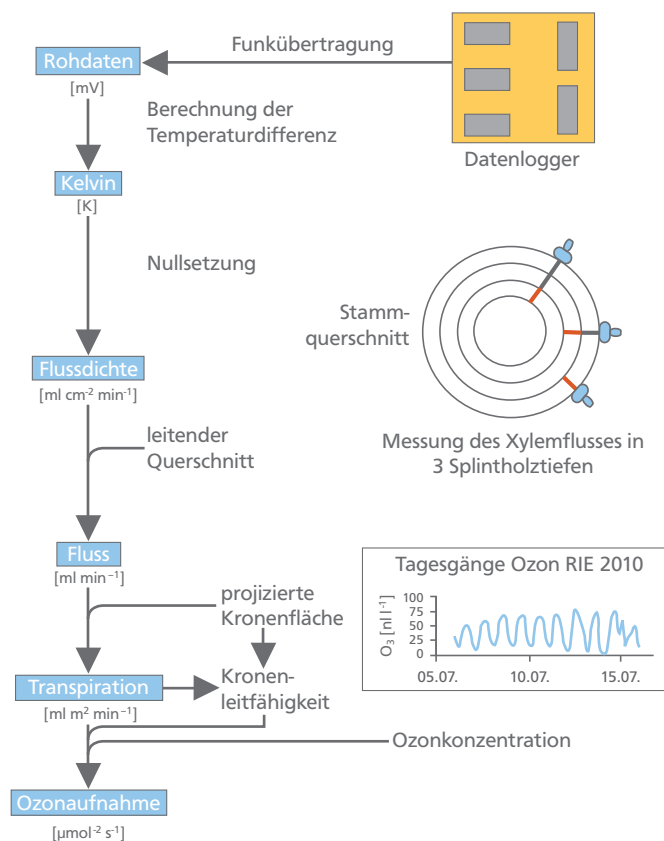 Funkübertragung
Rohdaten
[mV]
Berechnung der
Temperaturdifferenz
Datenlogger
Kelvin
[K]
Nullsetzung
Stamm-
querschnitt
Flussdichte
[ml cm⁻² min⁻¹]
leitender
Querschnitt
Messung des Xylemflusses in
3 Splintholztiefen
Fluss
[ml min⁻¹]
projizierte
Kronenfläche
Transpiration
[ml m² min⁻¹]
Kronen-
leitfähigkeit
Ozonkonzentration
Ozonaufnahme
[µmol⁻² s⁻¹]
Tagesgänge Ozon RIE 2010
O₃ [nl l⁻¹]
100
75
50
25
0
05.07. 10.07. 15.07.